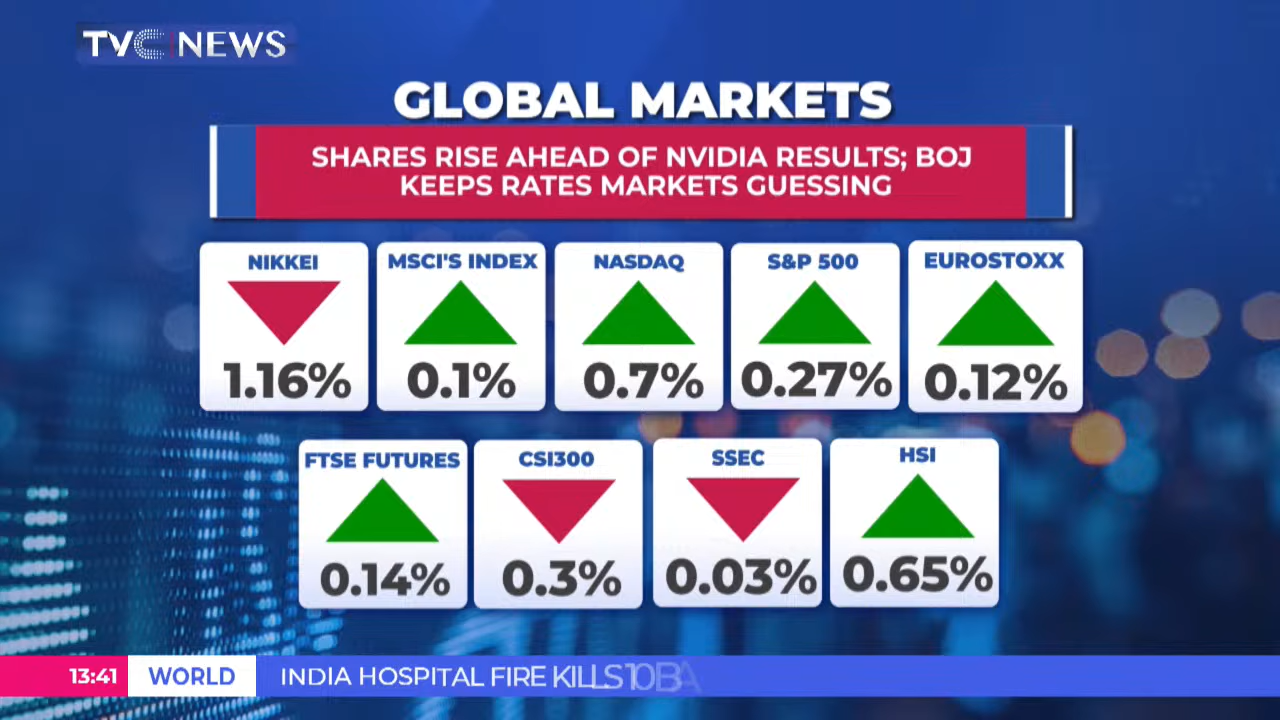 TVC NEWS
GLOBAL MARKETS
SHARES RISE AHEAD OF NVIDIA RESULTS; BOJ
KEEPS RATES MARKETS GUESSING
NIKKEI
1.16%
MSCI'S INDEX
0.1%
NASDAQ
0.7%
S&P 500
0.27%
EUROSTOXX
0.12%
FTSE FUTURES
0.14%
CSI300
0.3%
SSEC
0.03%
HSI
0.65%
13:41 WORLD INDIA HOSPITAL FIRE KILLS 10